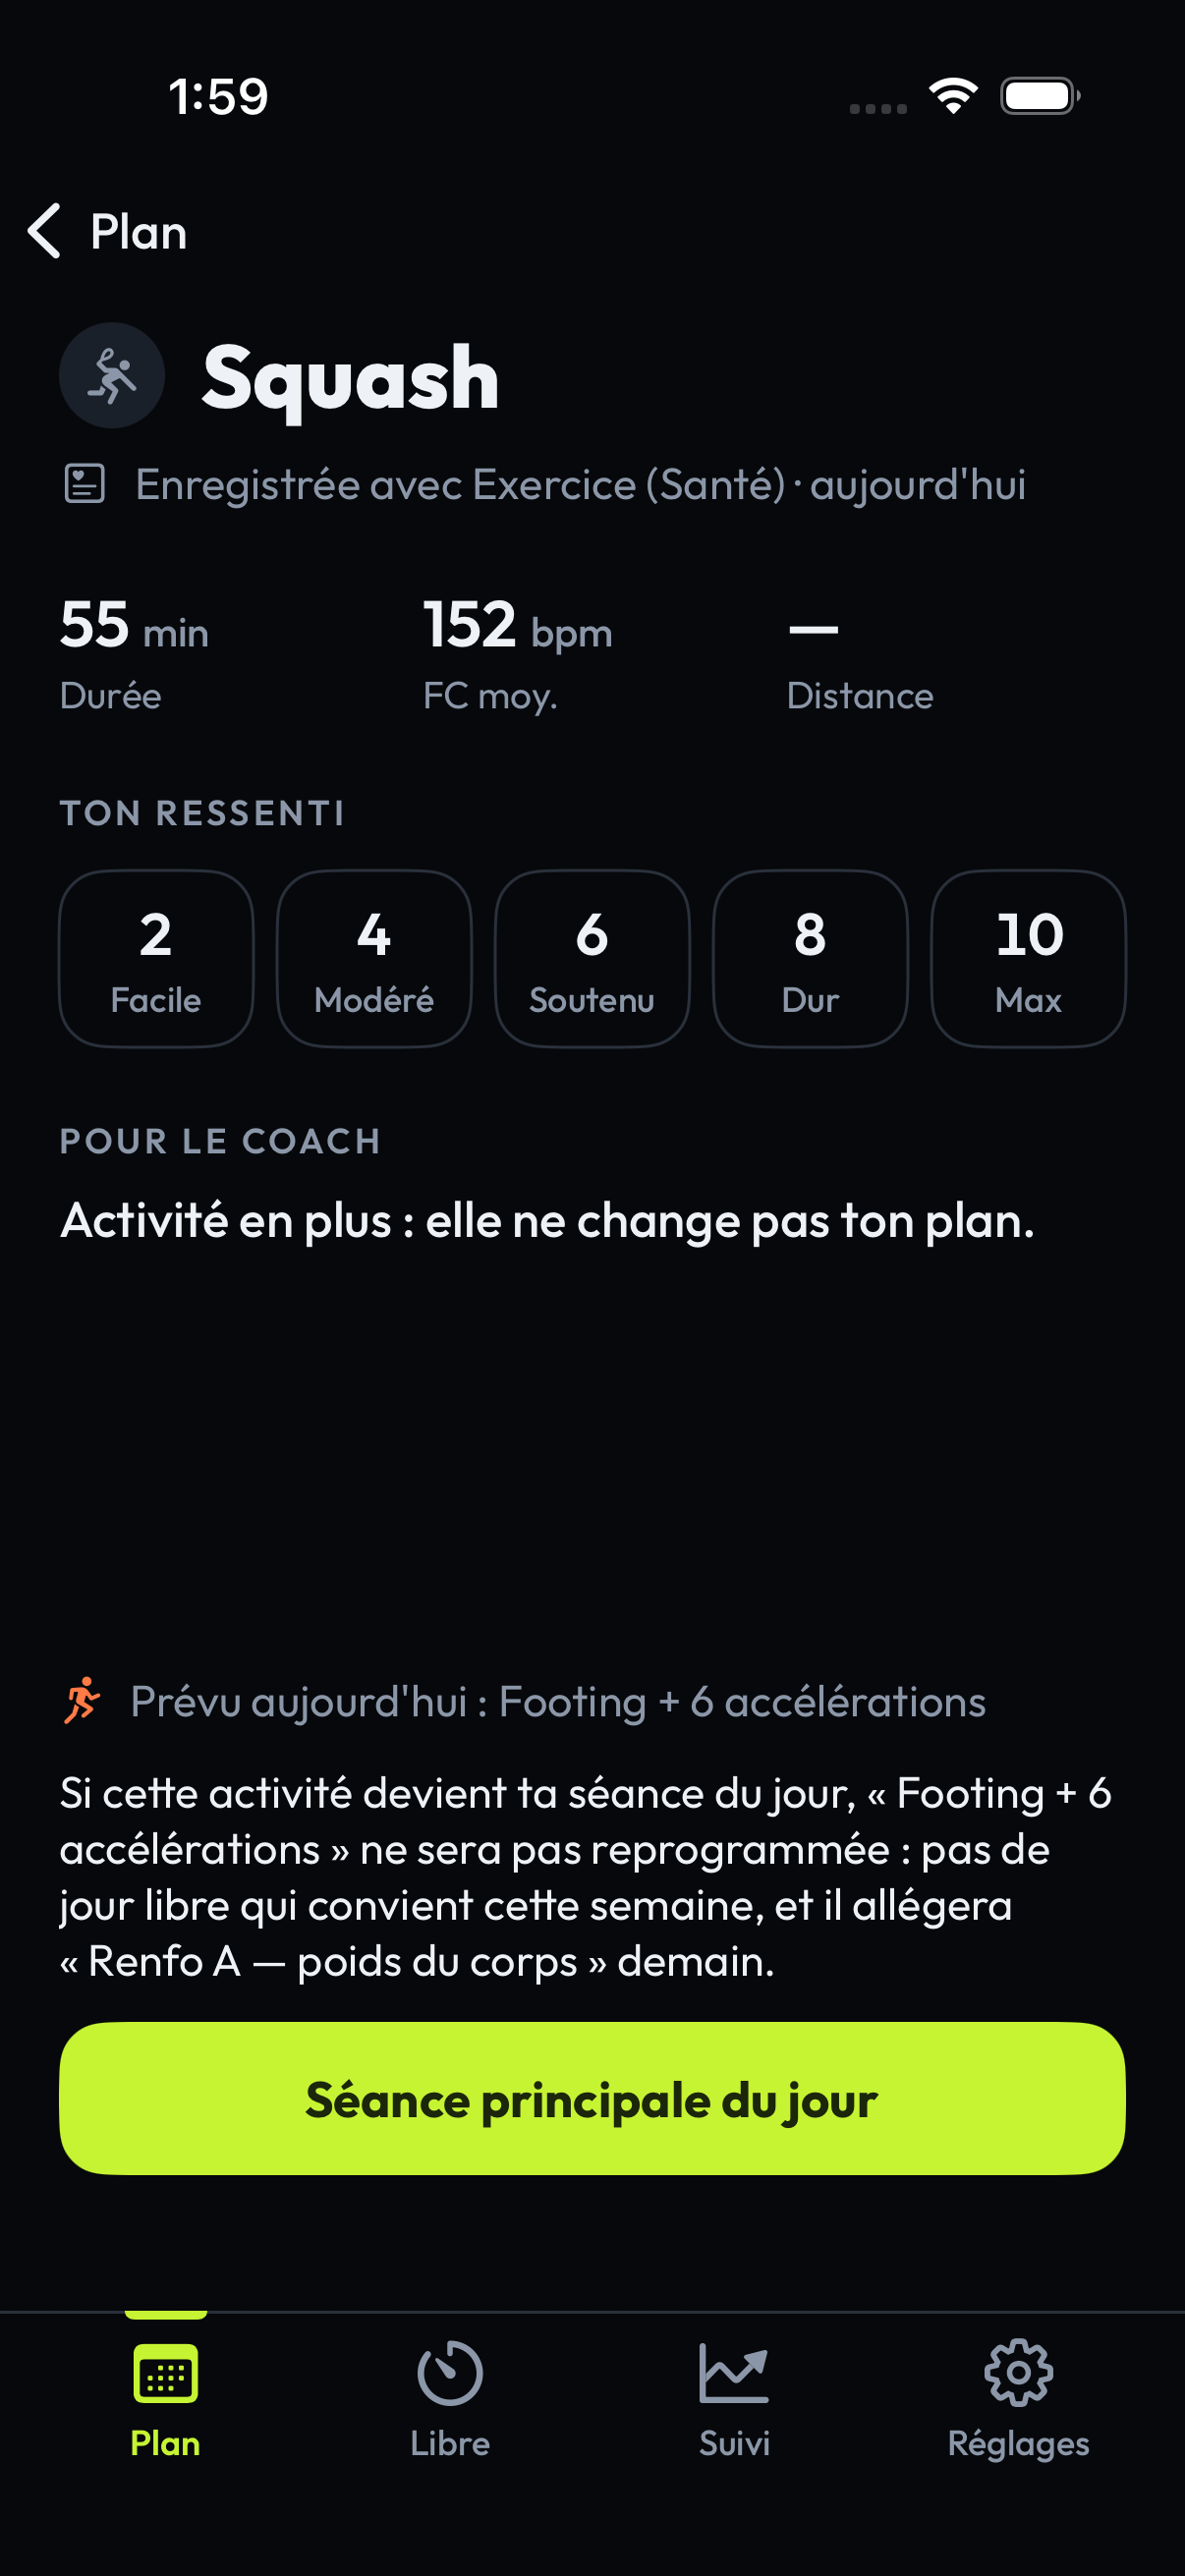 1:59
Plan
Squash
Enregistrée avec Exercice (Santé) · aujourd'hui
55 min
152 bpm
—
Durée
FC moy.
Distance
TON RESSENTI
2
4
6
8
10
Facile
Modéré
Soutenu
Dur
Max
POUR LE COACH
Activité en plus : elle ne change pas ton plan.
Prévu aujourd'hui : Footing + 6 accélérations
Si cette activité devient ta séance du jour, « Footing + 6
accélérations » ne sera pas reprogrammée : pas de
jour libre qui convient cette semaine, et il allégera
« Renfo A — poids du corps » demain.
Séance principale du jour
Plan
Libre
Suivi
Réglages